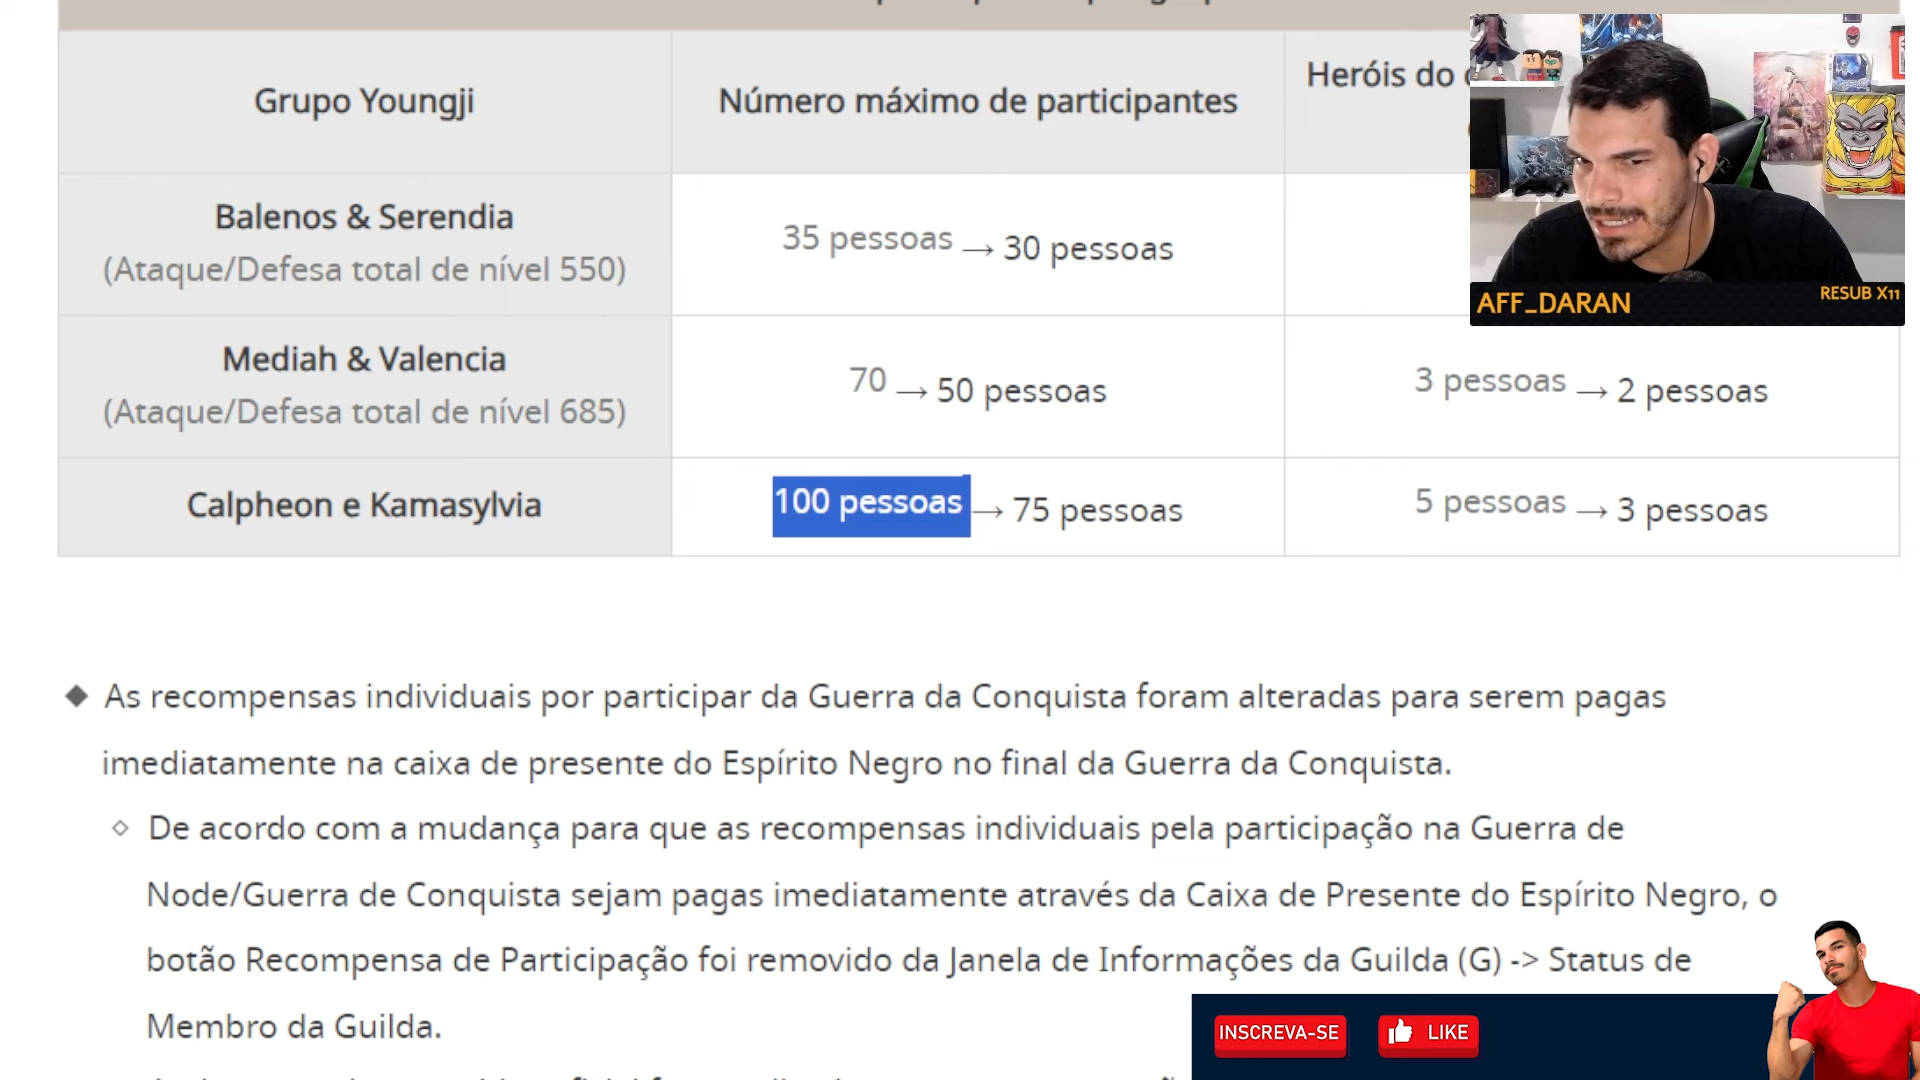 Grupo Youngji
Número máximo de participantes
Heróis do
Balenos & Serendia
(Ataque/Defesa total de nível 550)
35 pessoas → 30 pessoas
Mediah & Valencia
(Ataque/Defesa total de nível 685)
70 → 50 pessoas
3 pessoas → 2 pessoas
Calpheon e Kamasylvia
100 pessoas → 75 pessoas
5 pessoas → 3 pessoas
AFF_DARAN
RESUB X11
◆ As recompensas individuais por participar da Guerra da Conquista foram alteradas para serem pagas
imediatamente na caixa de presente do Espírito Negro no final da Guerra da Conquista.
◇ De acordo com a mudança para que as recompensas individuais pela participação na Guerra de
Node/Guerra de Conquista sejam pagas imediatamente através da Caixa de Presente do Espírito Negro, o
botão Recompensa de Participação foi removido da Janela de Informações da Guilda (G) -> Status de
Membro da Guilda.
INSCREVA-SE
LIKE